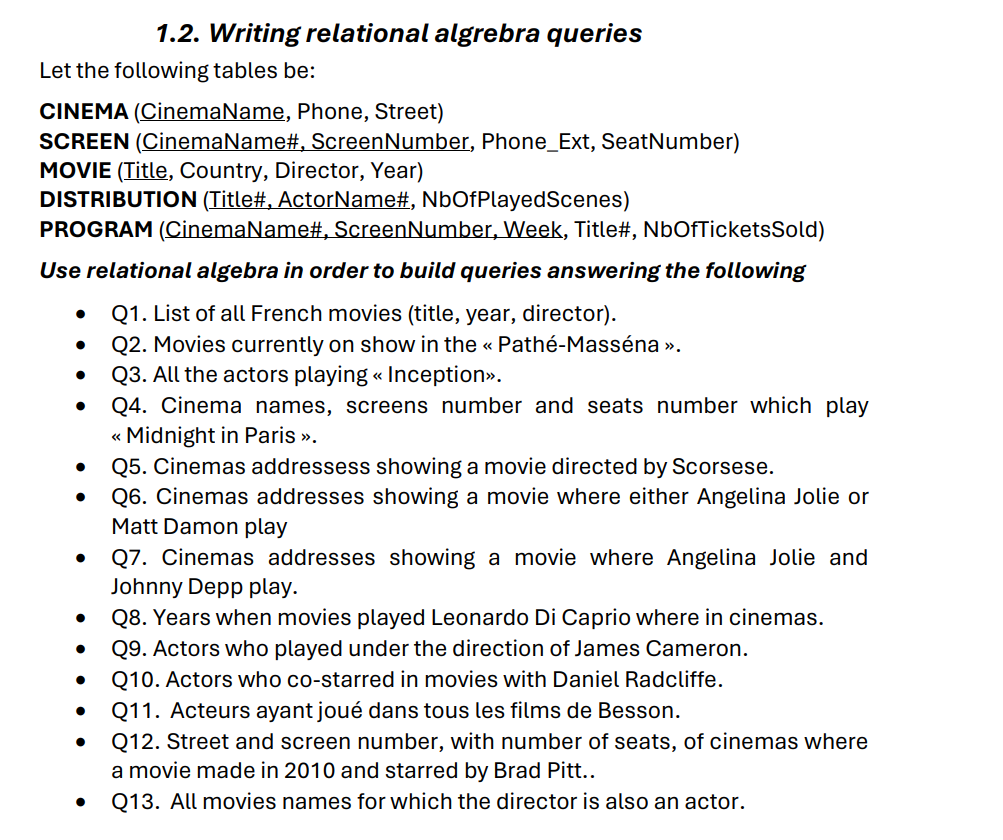 1.2. Writing relational algrebra queries
Let the following tables be:
CINEMA (CinemaName, Phone, Street)
SCREEN (CinemaName#, ScreenNumber, Phone_Ext, SeatNumber)
MOVIE (Title, Country, Director, Year)
DISTRIBUTION (Title#, ActorName#, NbOfPlayedScenes)
PROGRAM (CinemaName#, ScreenNumber, Week, Title#, NbOfTicketsSold)
Use relational algebra in order to build queries answering the following
• Q1. List of all French movies (title, year, director).
• Q2. Movies currently on show in the « Pathé-Masséna ».
• Q3. All the actors playing « Inception».
• Q4. Cinema names, screens number and seats number which play
« Midnight in Paris ».
• Q5. Cinemas addressess showing a movie directed by Scorsese.
• Q6. Cinemas addresses showing a movie where either Angelina Jolie or
Matt Damon play
• Q7. Cinemas addresses showing a movie where Angelina Jolie and
Johnny Depp play.
• Q8. Years when movies played Leonardo Di Caprio where in cinemas.
• Q9. Actors who played under the direction of James Cameron.
• Q10. Actors who co-starred in movies with Daniel Radcliffe.
• Q11. Acteurs ayant joué dans tous les films de Besson.
• Q12. Street and screen number, with number of seats, of cinemas where
a movie made in 2010 and starred by Brad Pitt..
• Q13. All movies names for which the director is also an actor.